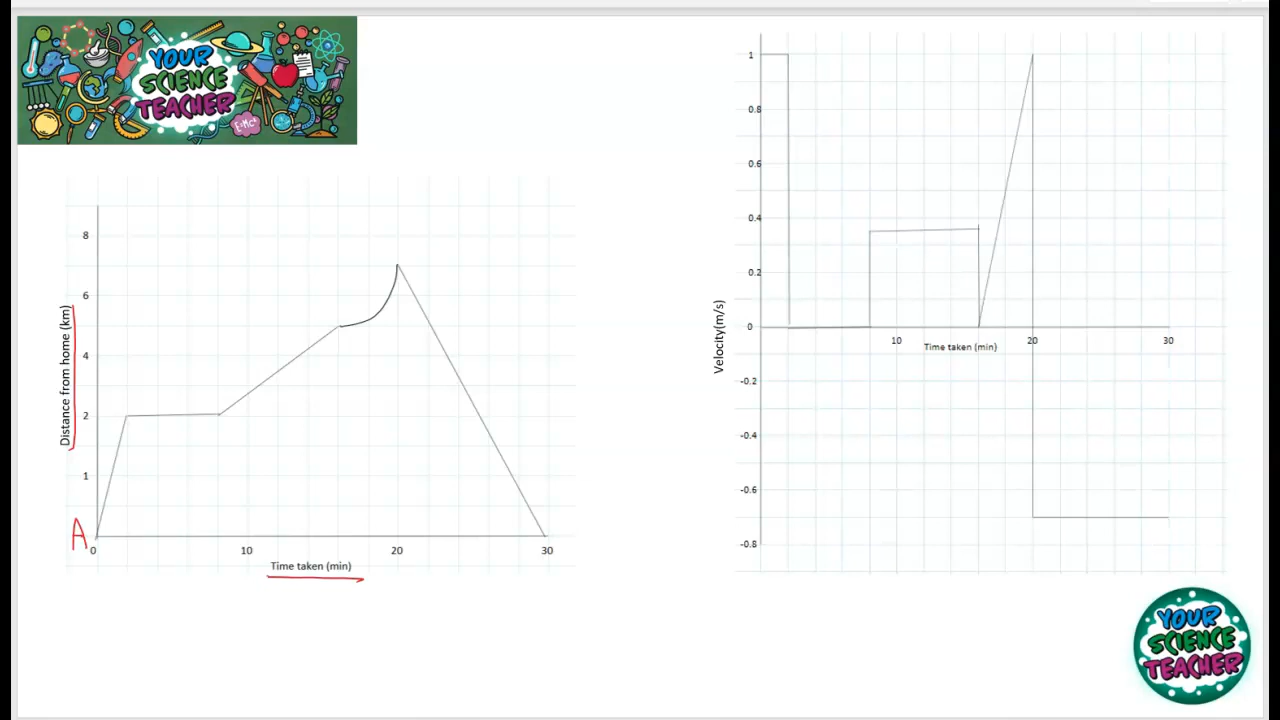 YOUR
SCIENCE
TEACHER
E=MC²
8
6
4
2
1
0
10
20
30
Distance from home (km)
Time taken (min)
A
1
0.8
0.6
0.4
0.2
0
-0.2
-0.4
-0.6
-0.8
10
20
30
Time taken (min)
Velocity(m/s)
YOUR
SCIENCE
TEACHER